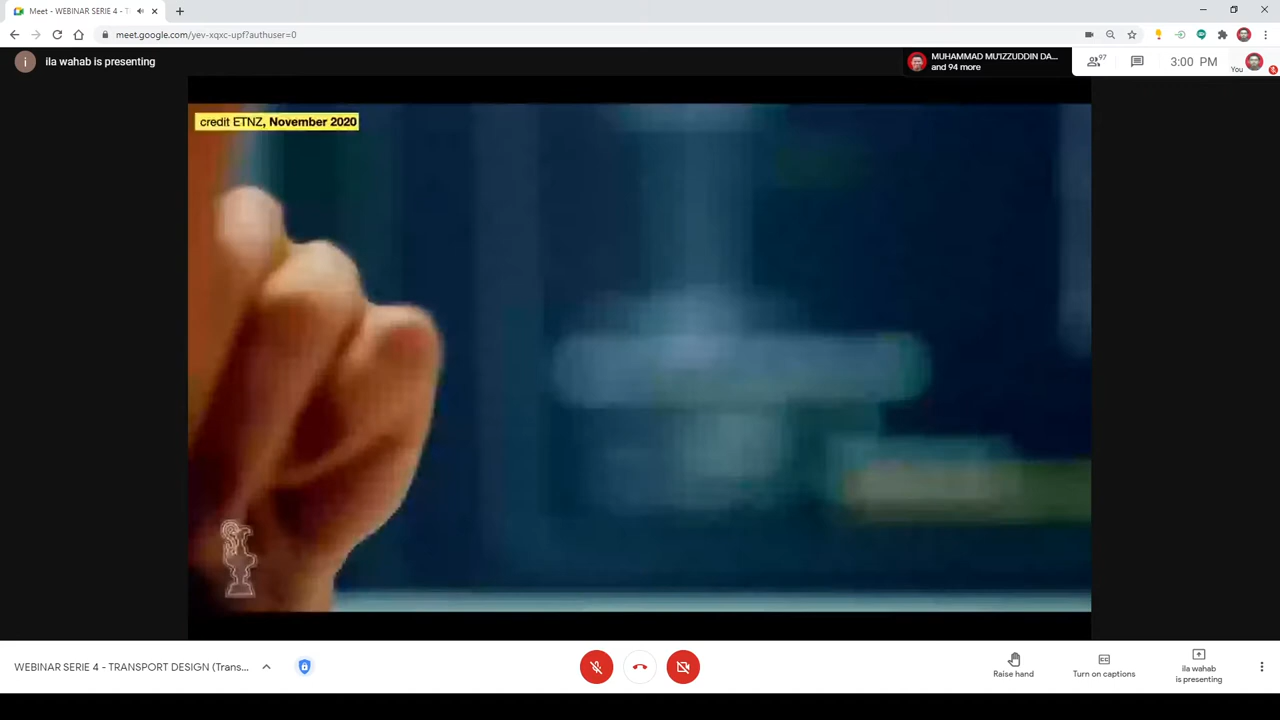 Meet - WEBINAR SERIE 4 - T
meet.google.com/yev-xqxc-upf?authuser=0
i
ila wahab is presenting
MUHAMMAD MU'IZZUDDIN DA...
and 94 more
97
You
3:00 PM
credit ETNZ, November 2020
WEBINAR SERIE 4 - TRANSPORT DESIGN (Trans...
Raise hand
CC
Turn on captions
ila wahab
is presenting